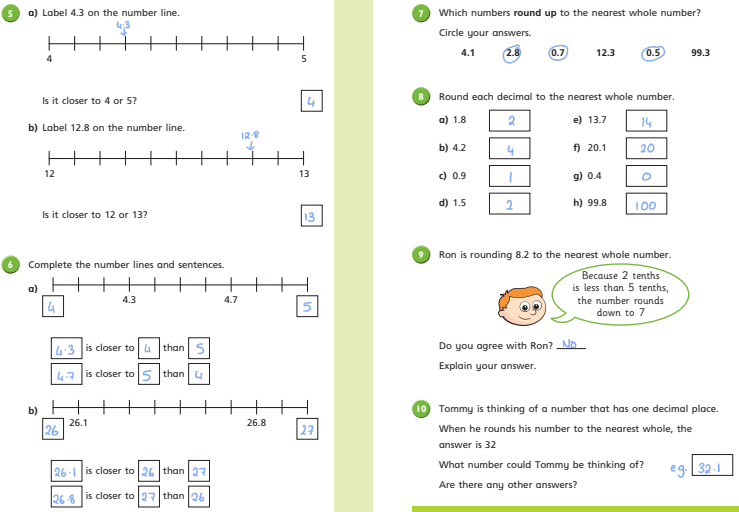 5 a) Label 4.3 on the number line.
4.3
4 5
Is it closer to 4 or 5? 4
b) Label 12.8 on the number line.
12.8
12 13
Is it closer to 12 or 13? 13
6 Complete the number lines and sentences.
a)
4 4.3 4.7 5
4.3 is closer to 4 than 5
4.7 is closer to 5 than 4
b)
26 26.1 26.8 27
26.1 is closer to 26 than 27
26.8 is closer to 27 than 26
7 Which numbers round up to the nearest whole number?
Circle your answers.
4.1 2.8 0.7 12.3 0.5 99.3
8 Round each decimal to the nearest whole number.
a) 1.8 2 e) 13.7 14
b) 4.2 4 f) 20.1 20
c) 0.9 1 g) 0.4 0
d) 1.5 2 h) 99.8 100
9 Ron is rounding 8.2 to the nearest whole number.
Because 2 tenths
is less than 5 tenths,
the number rounds
down to 7
Do you agree with Ron? No
Explain your answer.
10 Tommy is thinking of a number that has one decimal place.
When he rounds his number to the nearest whole, the
answer is 32
What number could Tommy be thinking of? eg. 32.1
Are there any other answers?